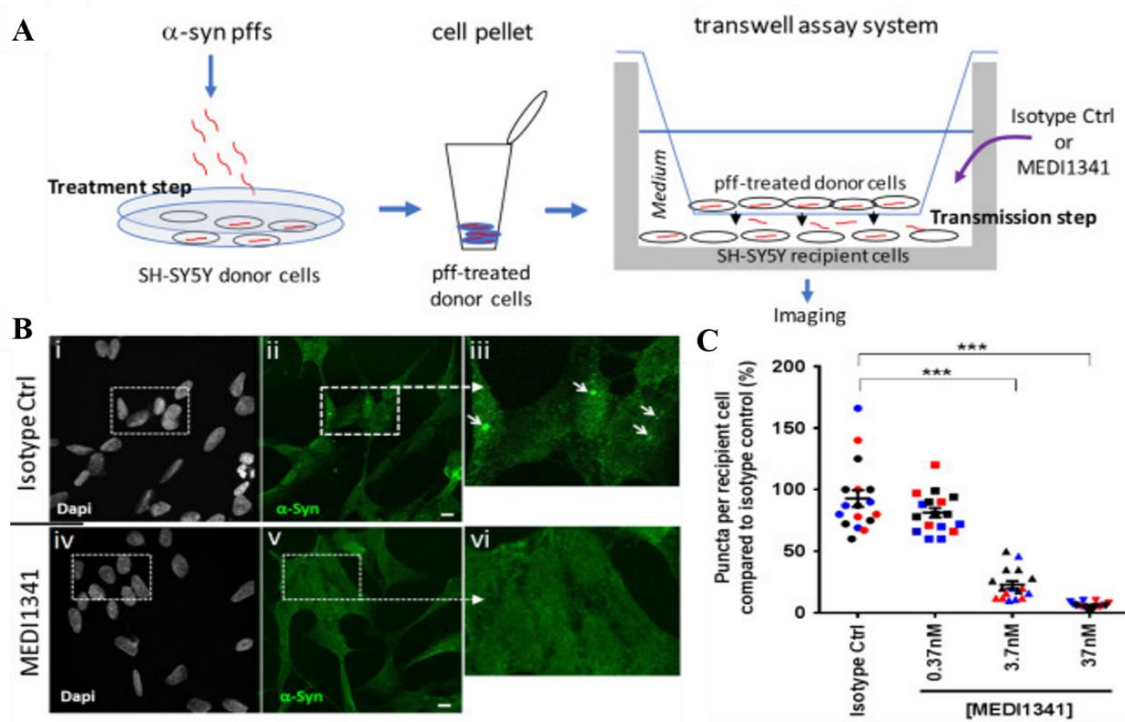 A
α-syn pffs
cell pellet
transwell assay system
Treatment step
SH-SY5Y donor cells
pff-treated
donor cells
Medium
pff-treated donor cells
Isotype Ctrl
or
MEDI1341
Transmission step
SH-SY5Y recipient cells
Imaging
B
Isotype Ctrl
i
Dapi
ii
α-Syn
iii
MEDI1341
iv
Dapi
v
α-Syn
vi
C
Puncta per recipient cell
compared to isotype control (%)
200
150
100
50
0
***
***
Isotype Ctrl
0.37nM
3.7nM
37nM
[MEDI1341]